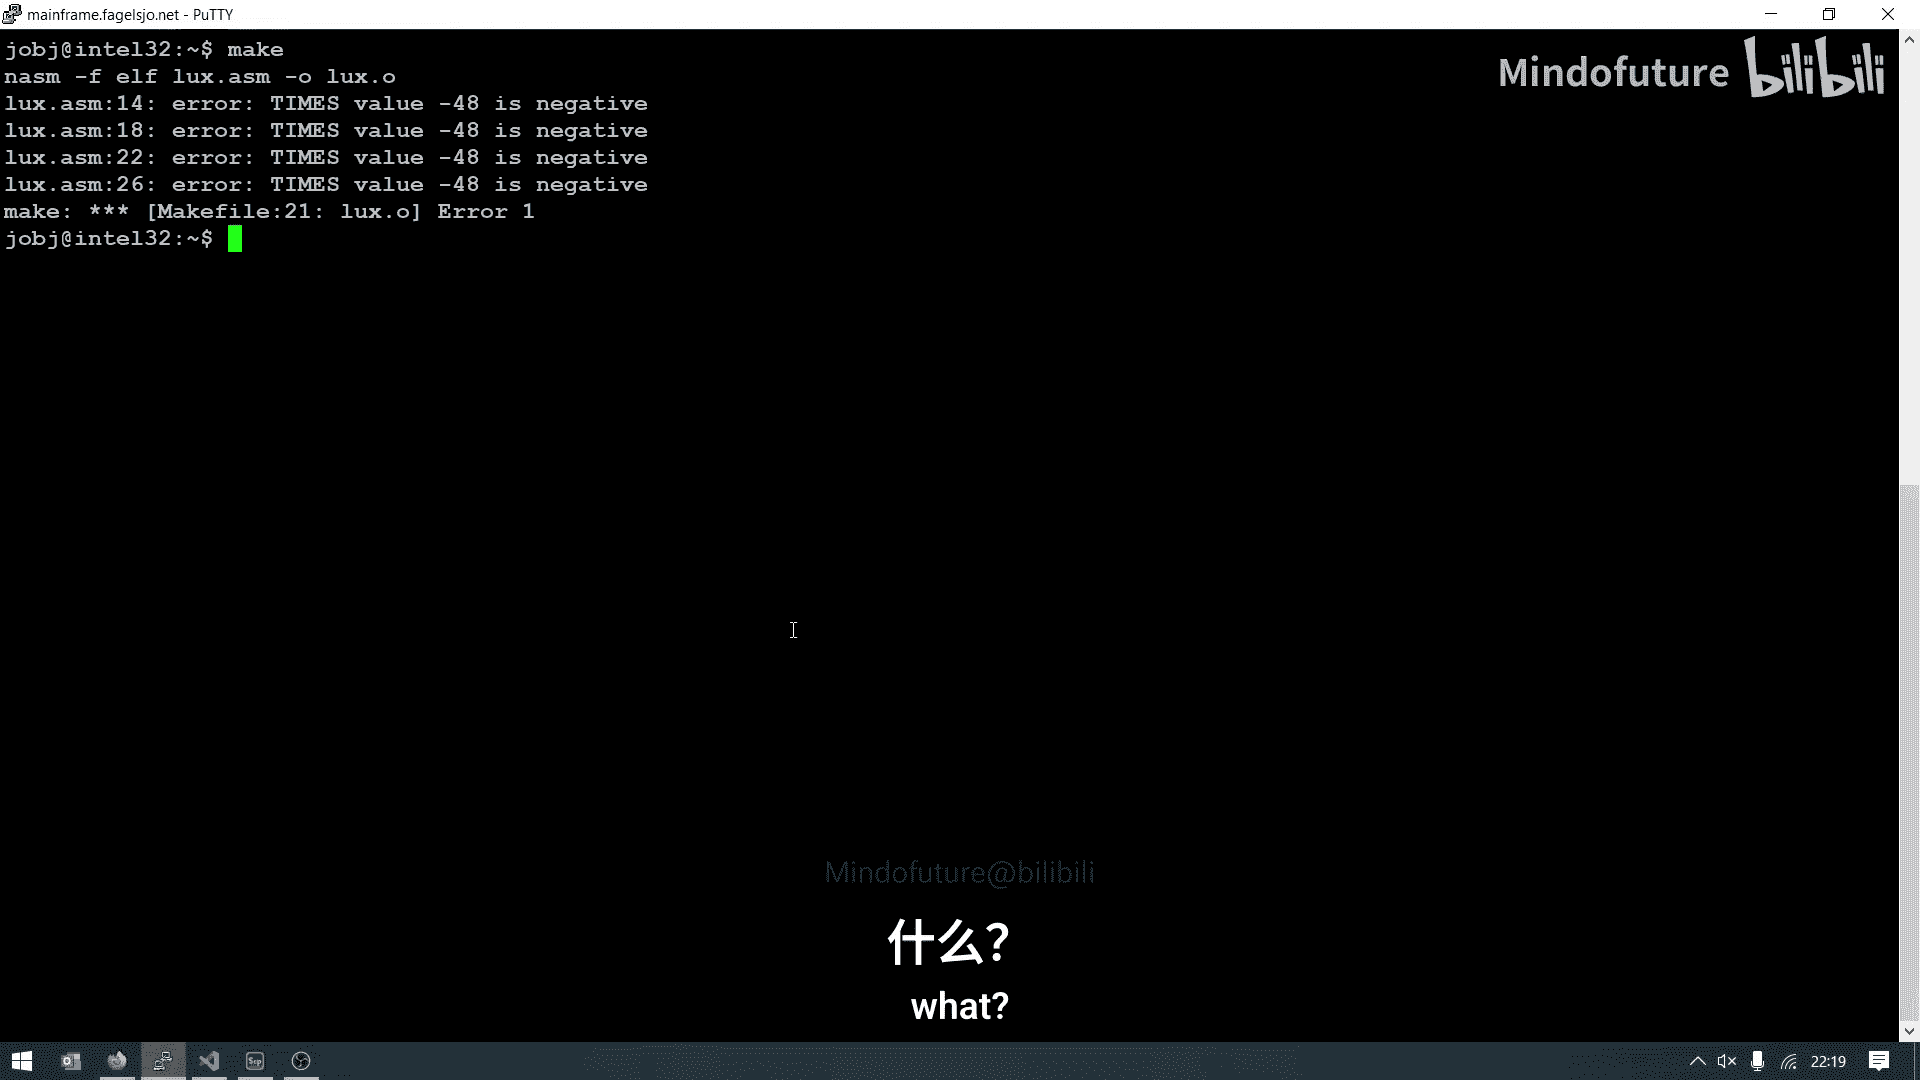 mainframe.fagelsjo.net - PuTTY
jobj@intel32:~$ make
nasm -f elf lux.asm -o lux.o
lux.asm:14: error: TIMES value -48 is negative
lux.asm:18: error: TIMES value -48 is negative
lux.asm:22: error: TIMES value -48 is negative
lux.asm:26: error: TIMES value -48 is negative
make: *** [Makefile:21: lux.o] Error 1
jobj@intel32:~$
Mindofuture bilibili
Mindofuture@bilibili
什么?
what?
22:19